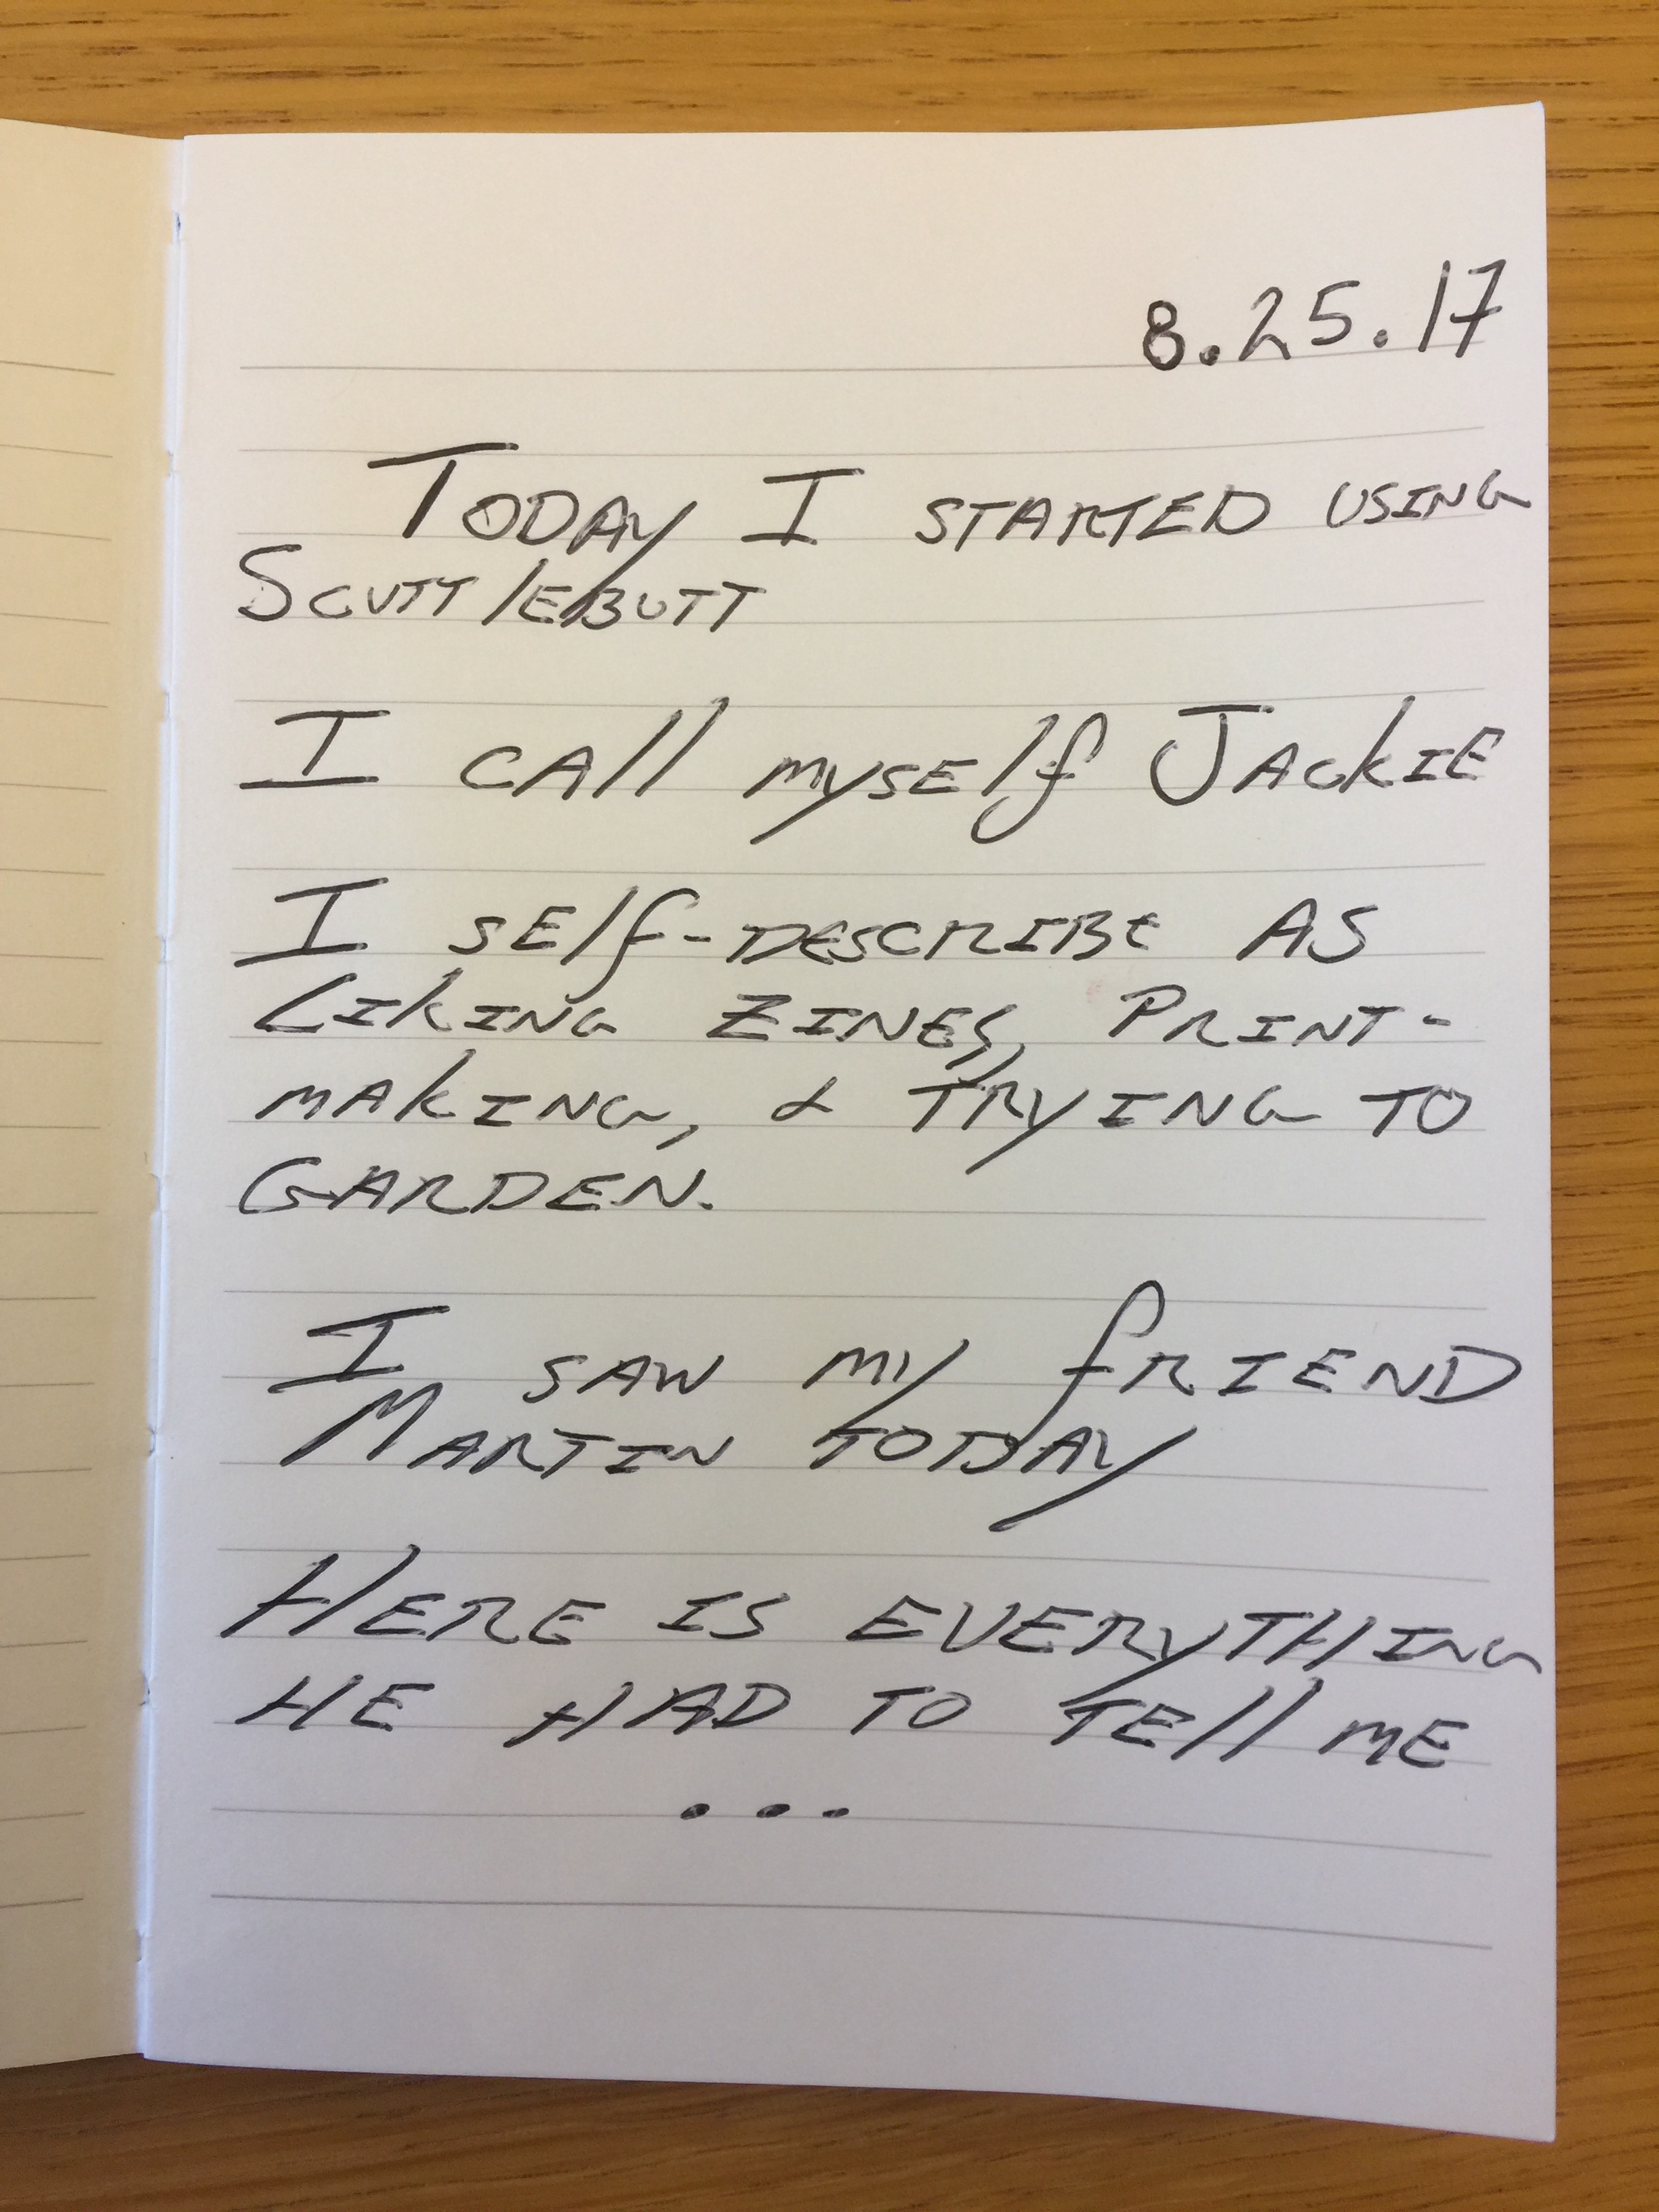 8.25.17
Today I started using
Scuttlebutt
I call myself Jackie
I self-describe as
liking zines, print-
making, & trying to
garden.
I saw my friend
Martin today
Here is everything
he had to tell me
...